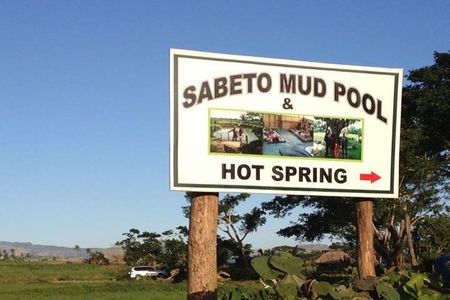 SABETO MUD POOL
&
HOT SPRING